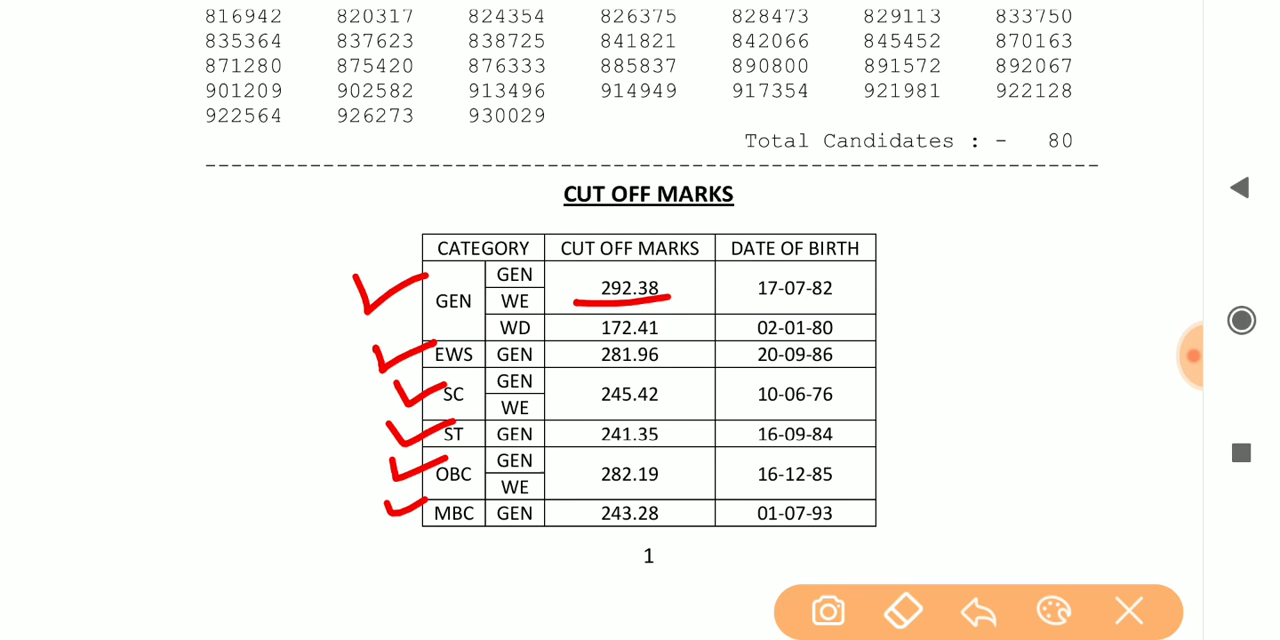 816942 820317 824354 826375 828473 829113 833750
835364 837623 838725 841821 842066 845452 870163
871280 875420 876333 885837 890800 891572 892067
901209 902582 913496 914949 917354 921981 922128
922564 926273 930029
Total Candidates : - 80
CUT OFF MARKS
CATEGORY CUT OFF MARKS DATE OF BIRTH
GEN GEN 292.38 17-07-82
WE
WD 172.41 02-01-80
EWS GEN 281.96 20-09-86
SC GEN 245.42 10-06-76
WE
ST GEN 241.35 16-09-84
OBC GEN 282.19 16-12-85
WE
MBC GEN 243.28 01-07-93
1